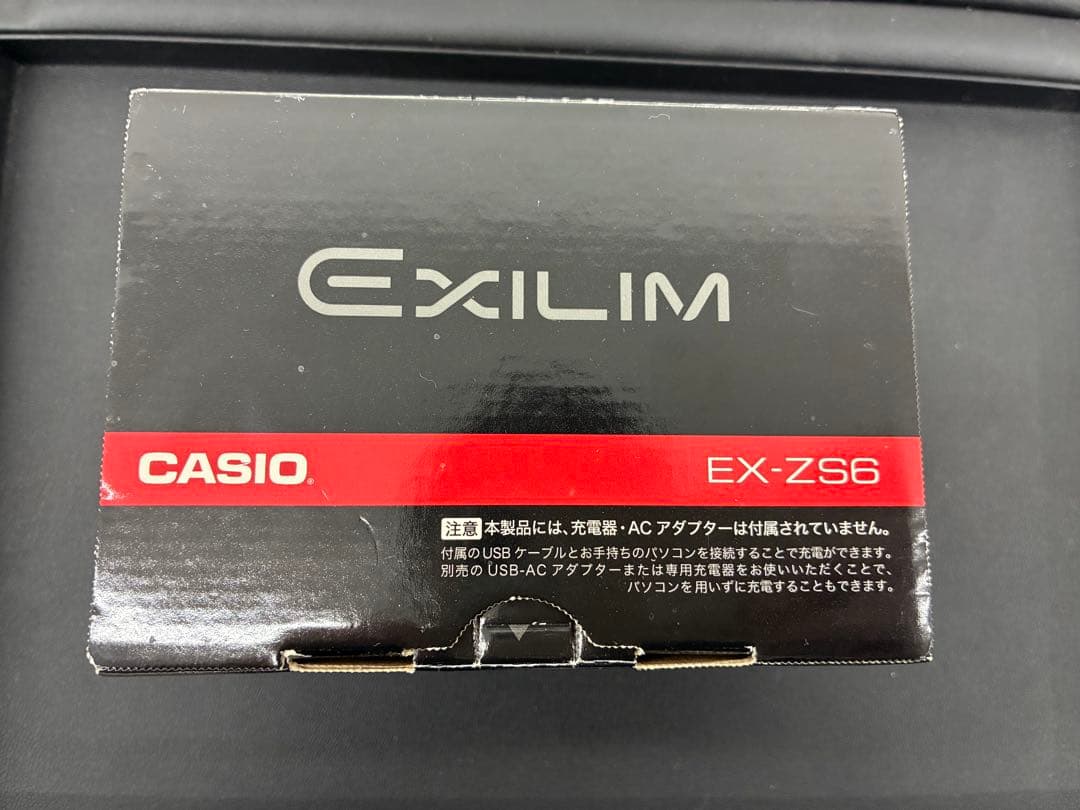 EXILIM
CASIO®
EX-ZS6
注意 本製品には、充電器・ACアダプターは付属されていません。
付属のUSBケーブルとお手持ちのパソコンを接続することで充電ができます。
別売の USB-AC アダプターまたは専用充電器をお使いいただくことで、
パソコンを用いずに充電することもできます。